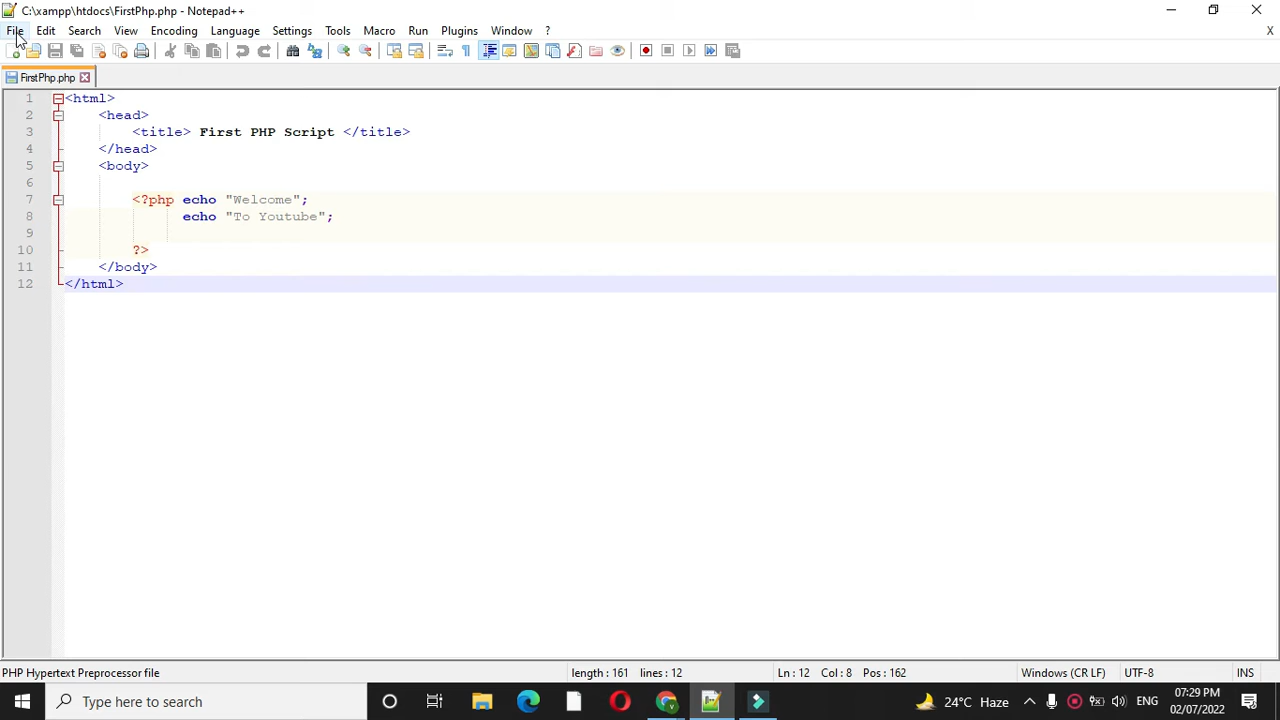 C:\xampp\htdocs\FirstPhp.php - Notepad++
File Edit Search View Encoding Language Settings Tools Macro Run Plugins Window ? X
FirstPhp.php
1 <html>
2 <head>
3 <title> First PHP Script </title>
4 </head>
5 <body>
6
7 <?php echo "Welcome";
8 echo "To Youtube";
9
10 ?>
11 </body>
12 </html>
PHP Hypertext Preprocessor file length : 161 lines : 12 Ln : 12 Col : 8 Pos : 162 Windows (CR LF) UTF-8 INS
Type here to search 24°C Haze ENG 07:29 PM
02/07/2022